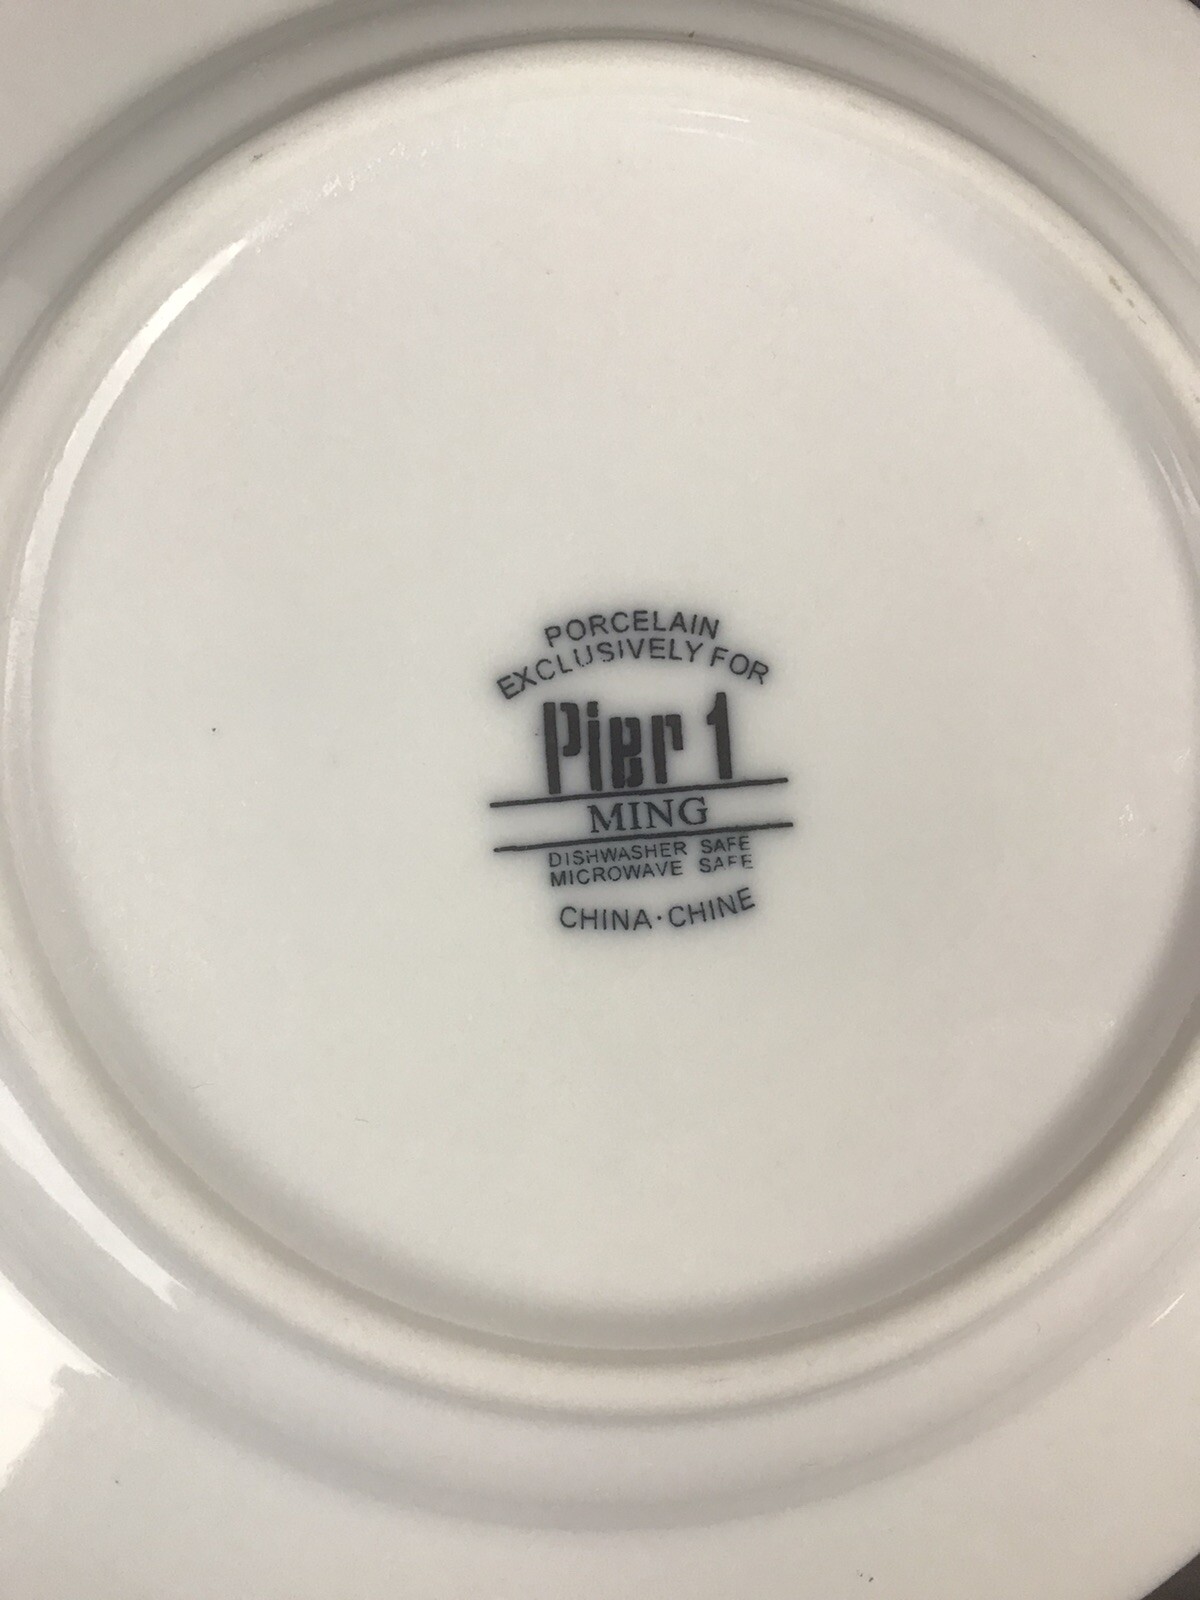 PORCELAIN
EXCLUSIVELY FOR
Pier 1
MING
DISHWASHER SAFE
MICROWAVE SAFE
CHINA·CHINE